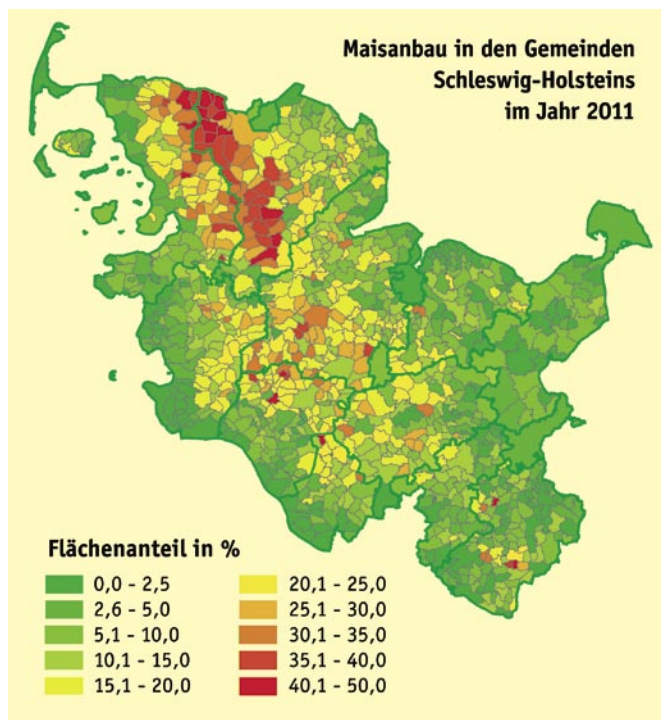 Maisanbau in den Gemeinden
Schleswig-Holsteins
im Jahr 2011
Flächenanteil in %
0,0 - 2,5
2,6 - 5,0
5,1 - 10,0
10,1 - 15,0
15,1 - 20,0
20,1 - 25,0
25,1 - 30,0
30,1 - 35,0
35,1 - 40,0
40,1 - 50,0